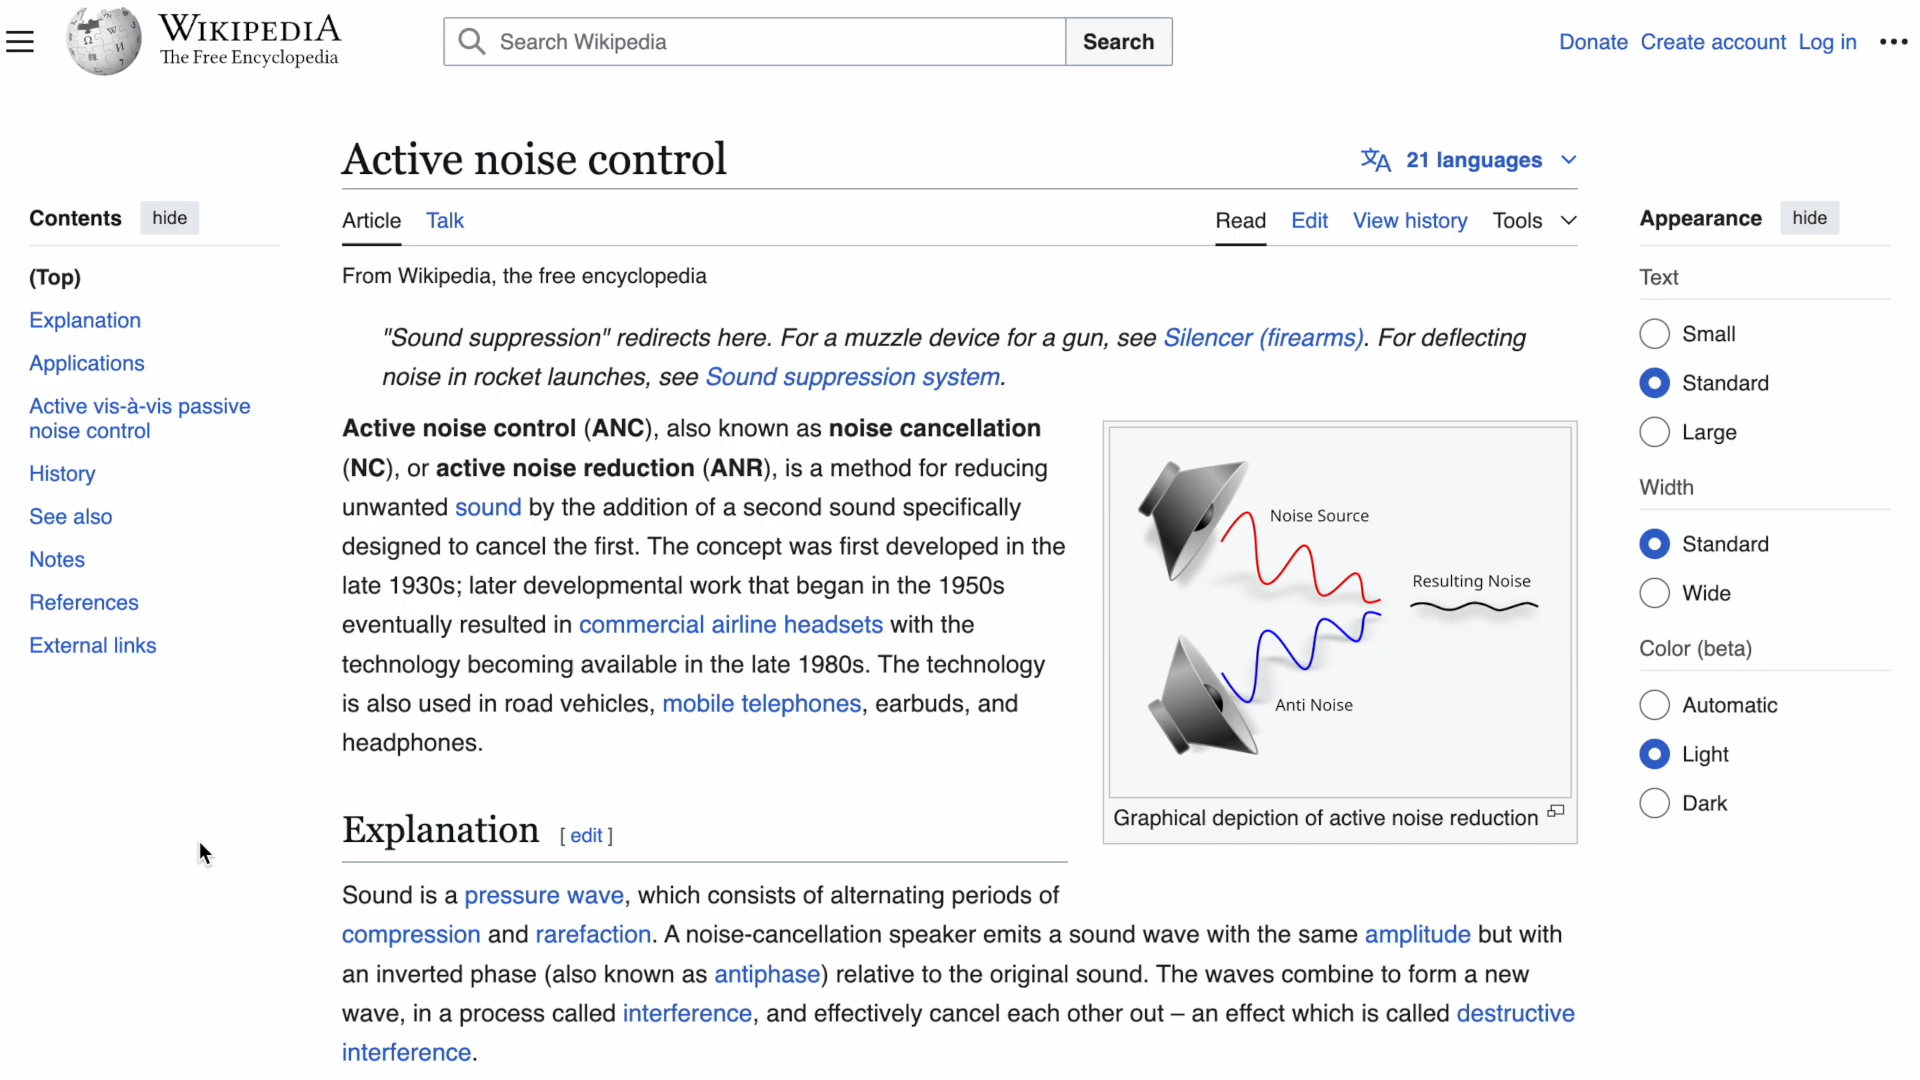 WIKIPEDIA
The Free Encyclopedia
Search Wikipedia
Search
Donate Create account Log in
Active noise control
21 languages
Contents hide
Article Talk
Read Edit View history Tools
Appearance hide
(Top)
Explanation
Applications
Active vis-à-vis passive
noise control
History
See also
Notes
References
External links
From Wikipedia, the free encyclopedia
"Sound suppression" redirects here. For a muzzle device for a gun, see Silencer (firearms). For deflecting
noise in rocket launches, see Sound suppression system.
Active noise control (ANC), also known as noise cancellation
(NC), or active noise reduction (ANR), is a method for reducing
unwanted sound by the addition of a second sound specifically
designed to cancel the first. The concept was first developed in the
late 1930s; later developmental work that began in the 1950s
eventually resulted in commercial airline headsets with the
technology becoming available in the late 1980s. The technology
is also used in road vehicles, mobile telephones, earbuds, and
headphones.
Noise Source
Resulting Noise
Anti Noise
Graphical depiction of active noise reduction
Explanation [ edit ]
Sound is a pressure wave, which consists of alternating periods of
compression and rarefaction. A noise-cancellation speaker emits a sound wave with the same amplitude but with
an inverted phase (also known as antiphase) relative to the original sound. The waves combine to form a new
wave, in a process called interference, and effectively cancel each other out – an effect which is called destructive
interference.
Text
Small
Standard
Large
Width
Standard
Wide
Color (beta)
Automatic
Light
Dark